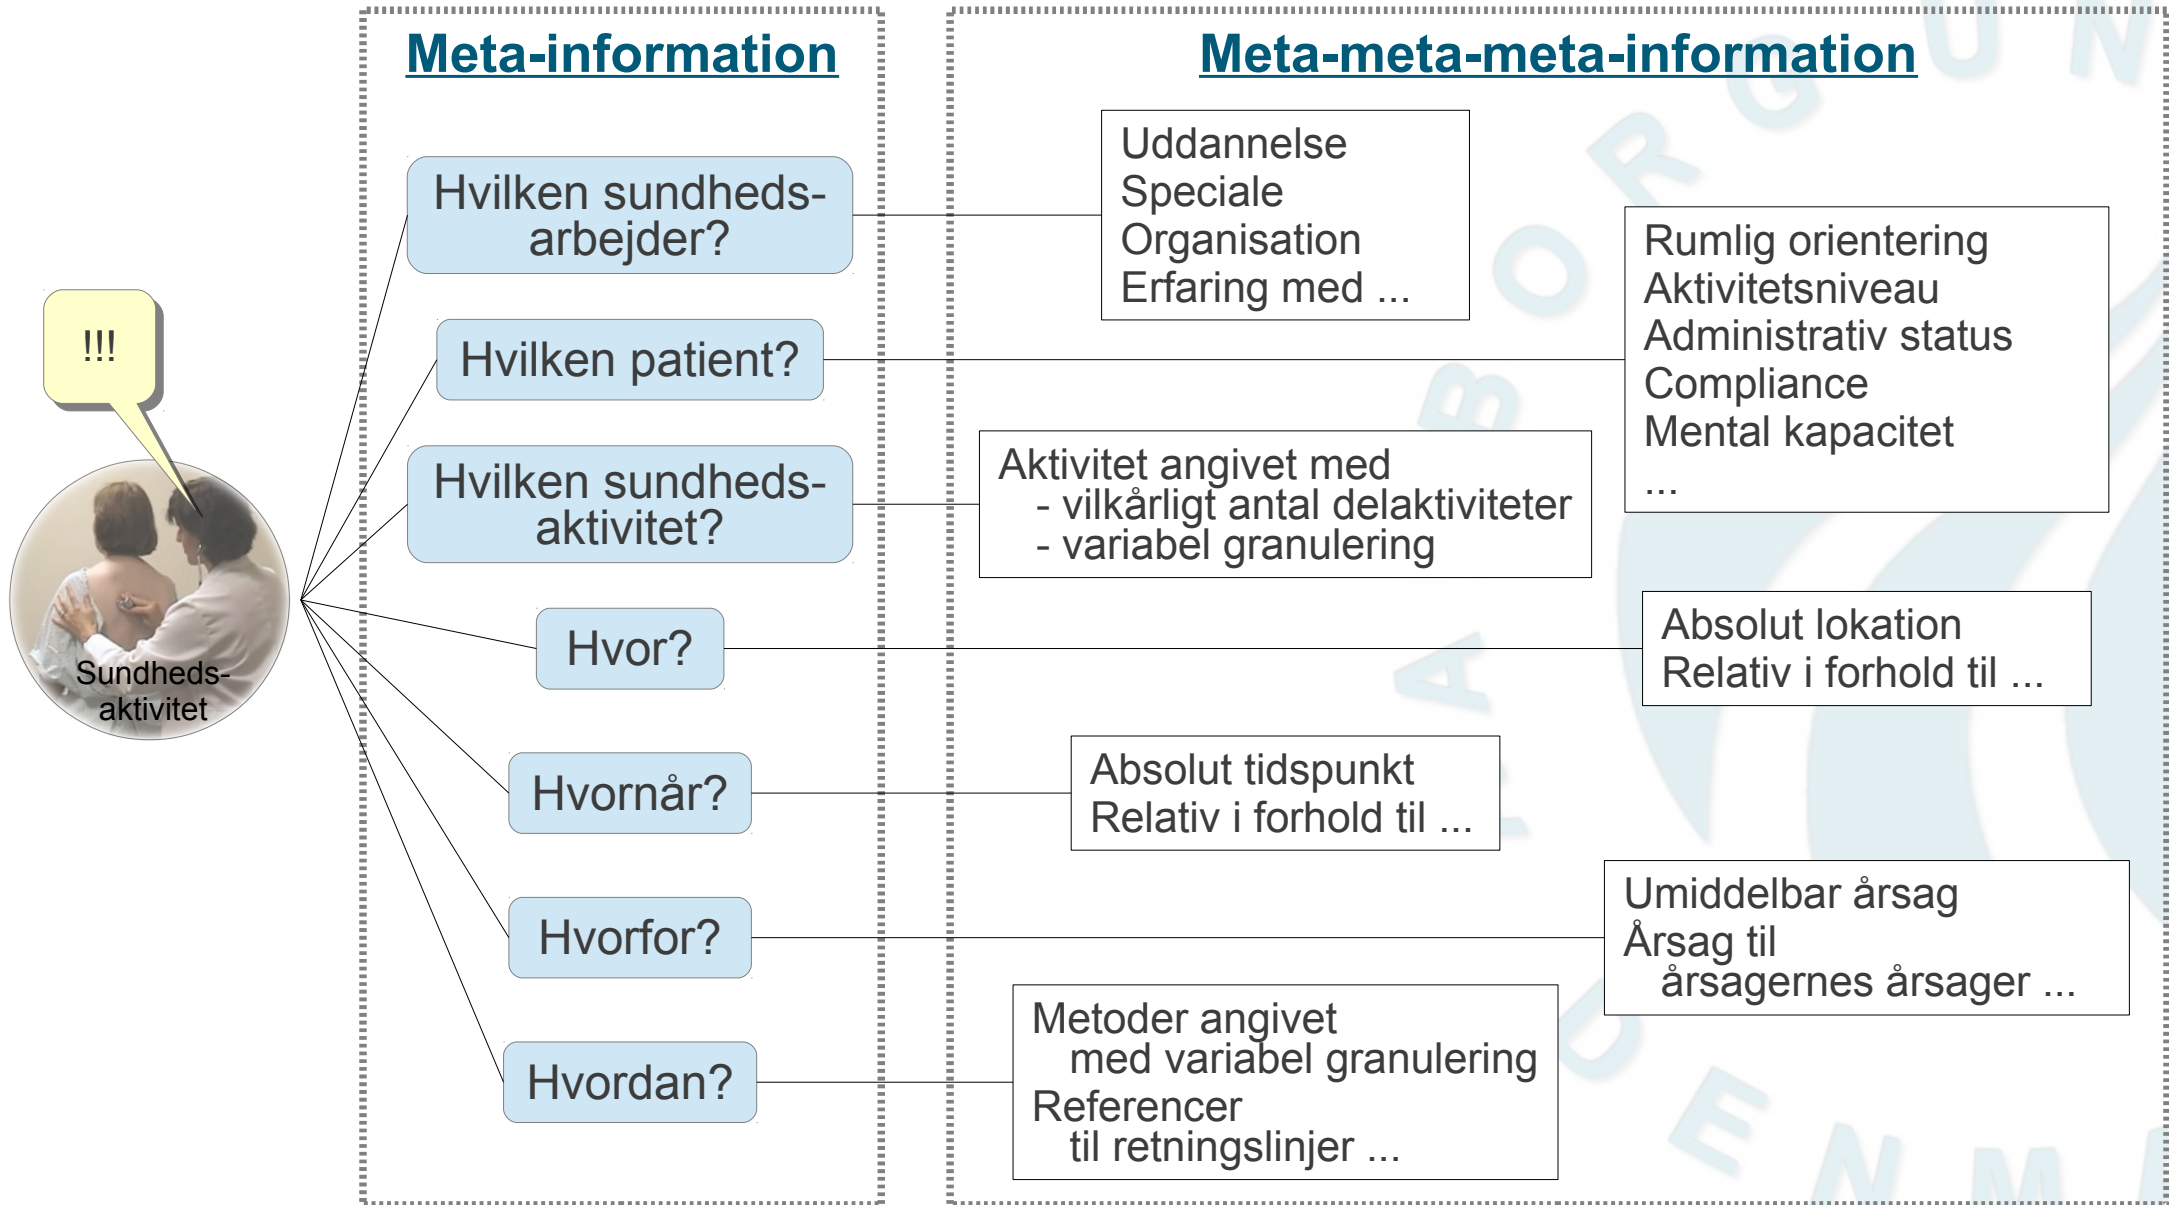 Meta-information
Meta-meta-meta-information
!!!
Sundheds-
aktivitet
Hvilken sundheds-
arbejder?
Uddannelse
Speciale
Organisation
Erfaring med ...
Hvilken patient?
Rumlig orientering
Aktivitetsniveau
Administrativ status
Compliance
Mental kapacitet
...
Hvilken sundheds-
aktivitet?
Aktivitet angivet med
- vilkårligt antal delaktiviteter
- variabel granulering
Hvor?
Absolut lokation
Relativ i forhold til ...
Hvornår?
Absolut tidspunkt
Relativ i forhold til ...
Hvorfor?
Umiddelbar årsag
Årsag til
årsagernes årsager ...
Hvordan?
Metoder angivet
med variabel granulering
Referencer
til retningslinjer ...